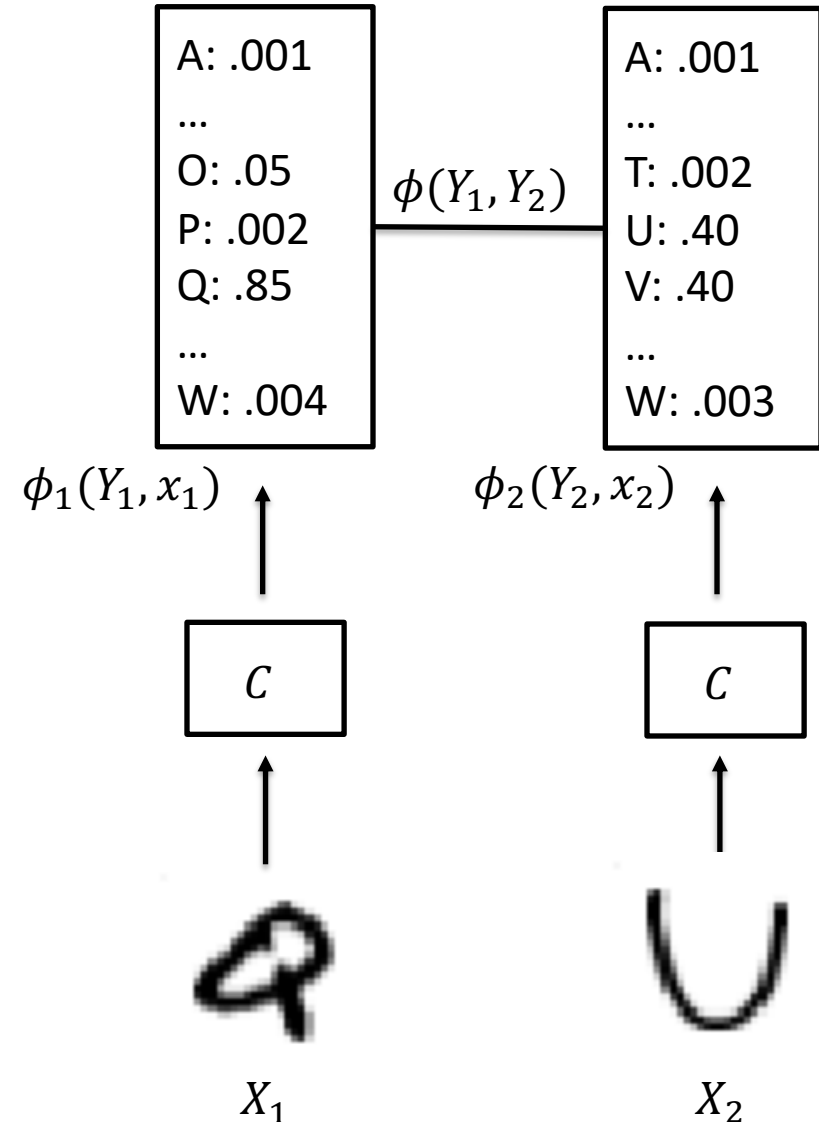 A: .001
...
O: .05
P: .002
Q: .85
...
W: .004
ϕ(Y₁, Y₂)
A: .001
...
T: .002
U: .40
V: .40
...
W: .003
ϕ₁(Y₁, x₁)
ϕ₂(Y₂, x₂)
C
C
Q
U
X₁
X₂